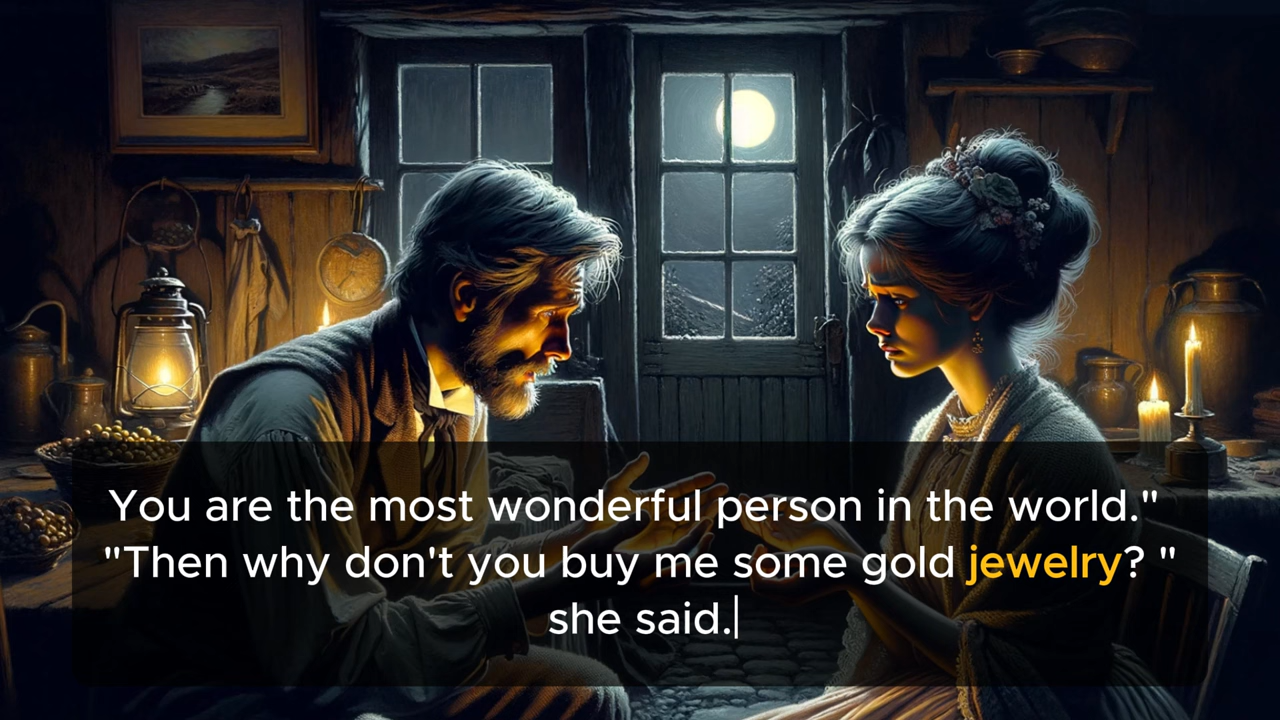 You are the most wonderful person in the world."
"Then why don't you buy me some gold jewelry? "
she said.